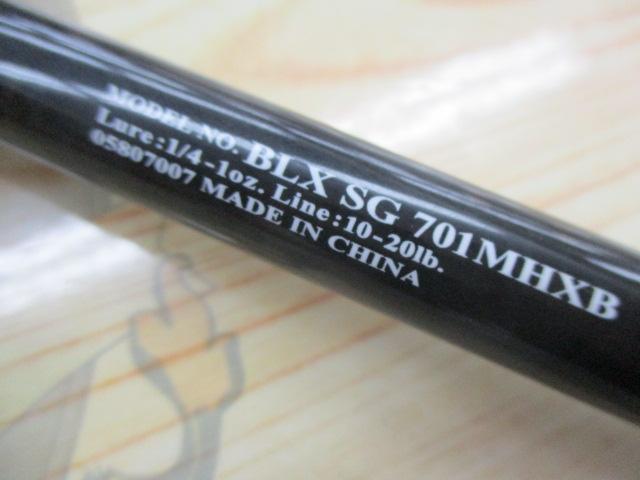 MODEL NO. BLX SG 701MHXB
Lure:1/4-1oz. Line:10-20lb.
05807007 MADE IN CHINA